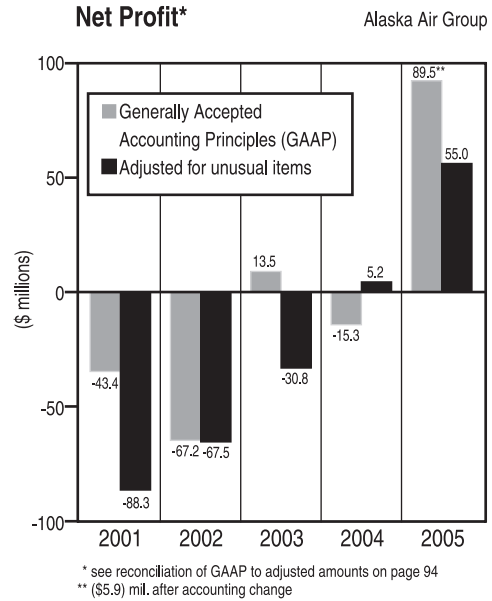 Net Profit*
Alaska Air Group
100
50
0
-50
-100
($ millions)
Generally Accepted
Accounting Principles (GAAP)
Adjusted for unusual items
-43.4
-88.3
-67.2
-67.5
13.5
-30.8
-15.3
5.2
89.5**
55.0
2001
2002
2003
2004
2005
* see reconciliation of GAAP to adjusted amounts on page 94
** ($5.9) mil. after accounting change